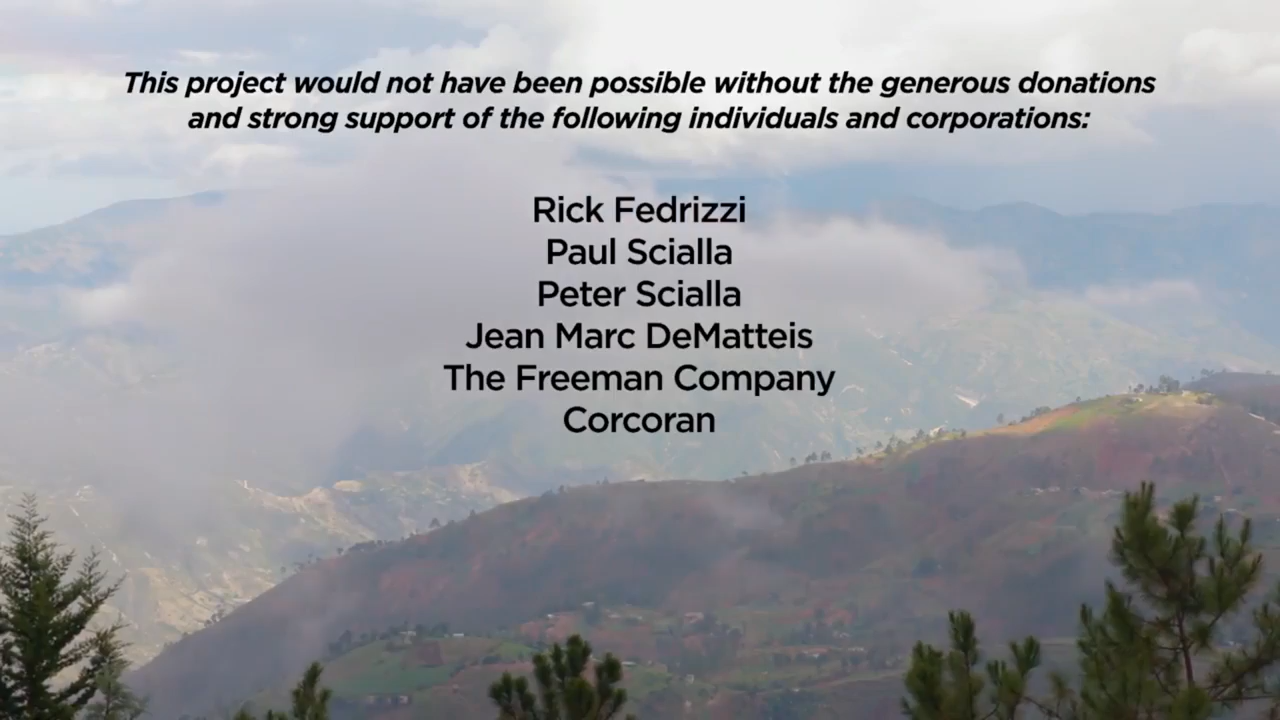 This project would not have been possible without the generous donations
and strong support of the following individuals and corporations:
Rick Fedrizzi
Paul Scialla
Peter Scialla
Jean Marc DeMatteis
The Freeman Company
Corcoran